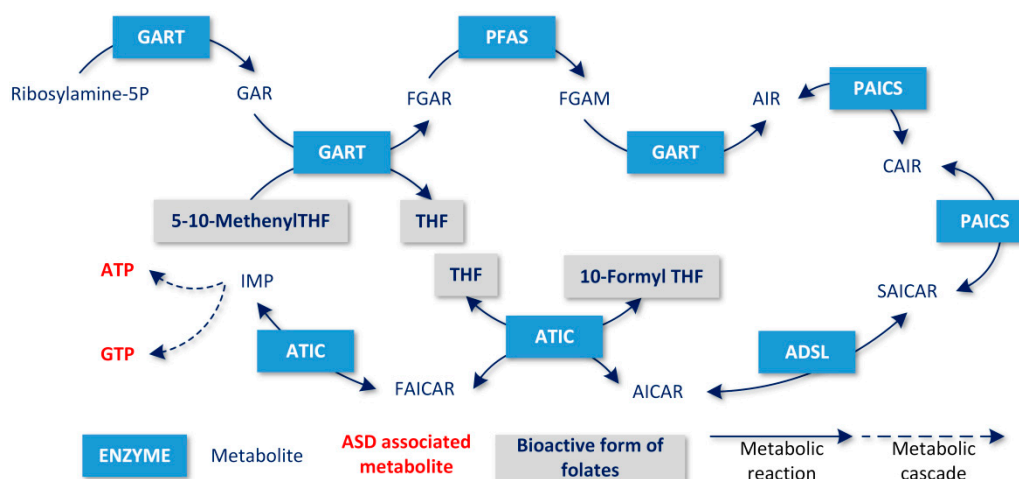 GART
PFAS
Ribosylamine-5P
GAR
FGAR
FGAM
AIR
PAICS
GART
GART
CAIR
5-10-MethenylTHF
THF
PAICS
ATP
IMP
THF
10-Formyl THF
SAICAR
GTP
ATIC
ATIC
ADSL
FAICAR
AICAR
ENZYME
Metabolite
ASD associated
metabolite
Bioactive form of
folates
Metabolic
reaction
Metabolic
cascade